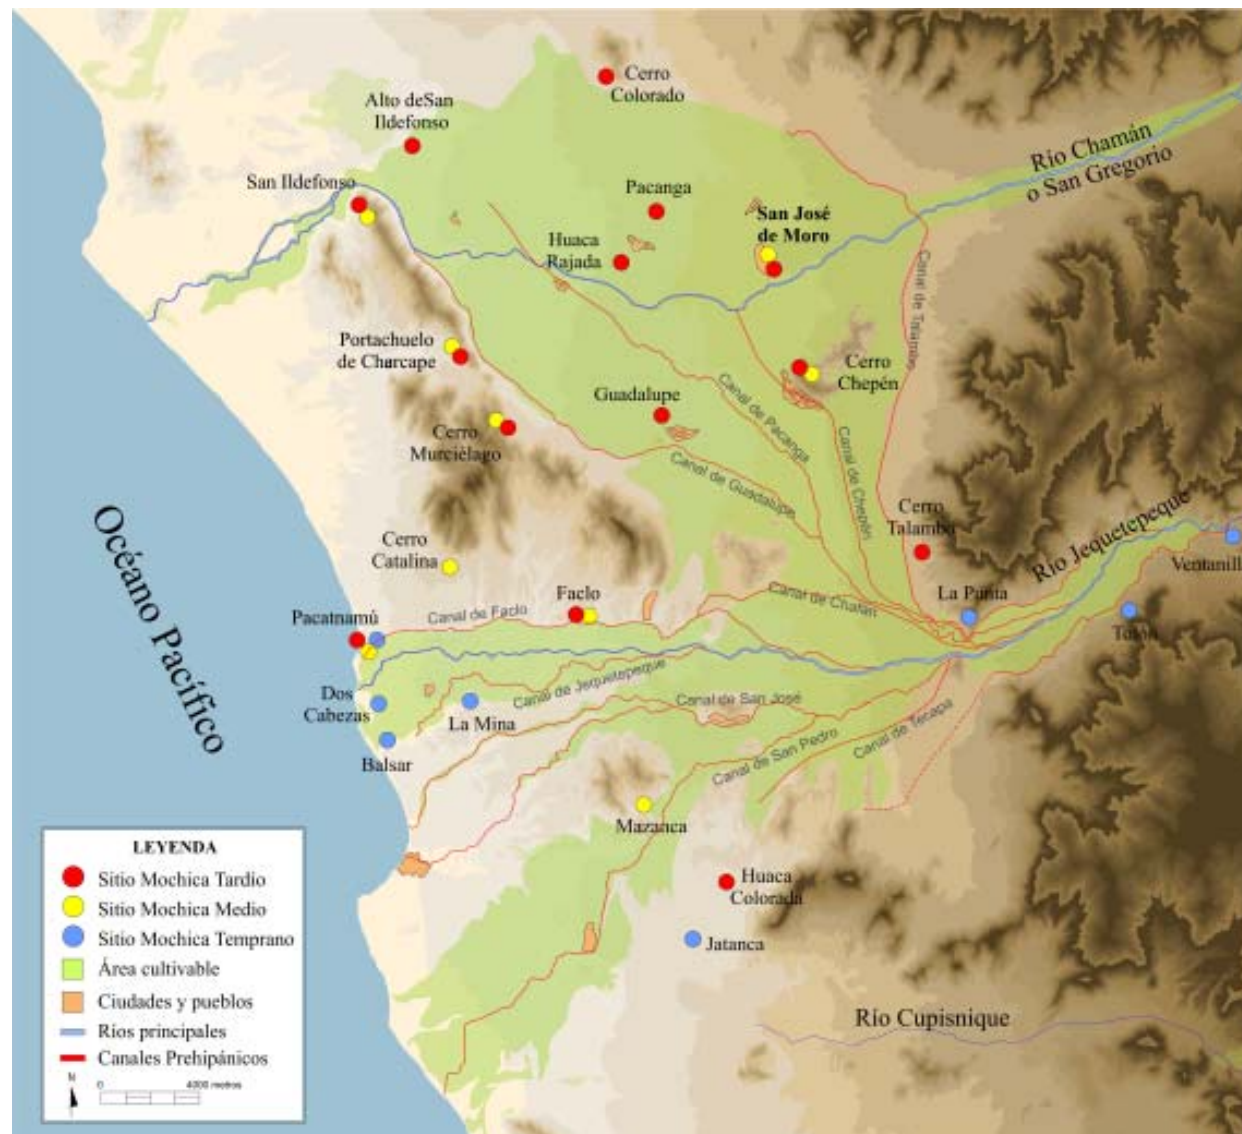 Cerro
Colorado
Alto deSan
Ildefonso
Río Chamán
o San Gregorio
San Ildefonso
Pacanga
San José
de Moro
Huaca
Rajada
Canal de Talambo
Portachuelo
de Charcape
Cerro
Chepén
Guadalupe
Canal de Pacanga
Cerro
Murciélago
Canal de Chepén
Canal de Guadalupe
Cerro
Talambo
Río Jequetepeque
Océano Pacífico
Cerro
Catalina
Ventanill
Faclo
Canal de Chafán
La Punta
Tolón
Pacatnamú
Canal de Faclo
Canal de Jequetepeque
Dos
Cabezas
La Mina
Canal de San José
Canal de Tecapa
Canal de San Pedro
Balsar
Mazanca
Huaca
Colorada
Jatanca
Río Cupisnique
LEYENDA
Sitio Mochica Tardío
Sitio Mochica Medio
Sitio Mochica Temprano
Área cultivable
Ciudades y pueblos
Ríos principales
Canales Prehipánicos
N
0 4000 metros